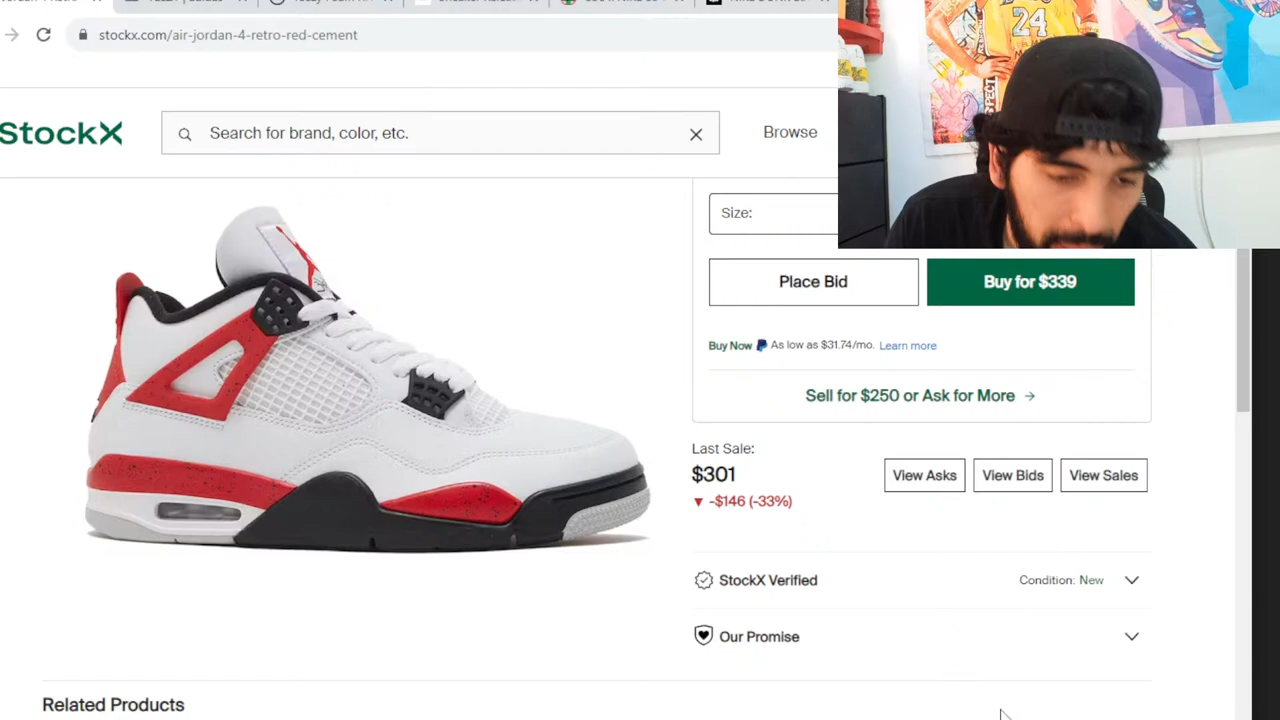 stockx.com/air-jordan-4-retro-red-cement
StockX
Search for brand, color, etc.
Browse
24
Size:
Place Bid
Buy for $339
Buy Now
As low as $31.74/mo. Learn more
Sell for $250 or Ask for More
Last Sale:
$301
-$146 (-33%)
View Asks
View Bids
View Sales
StockX Verified
Condition: New
Our Promise
Related Products